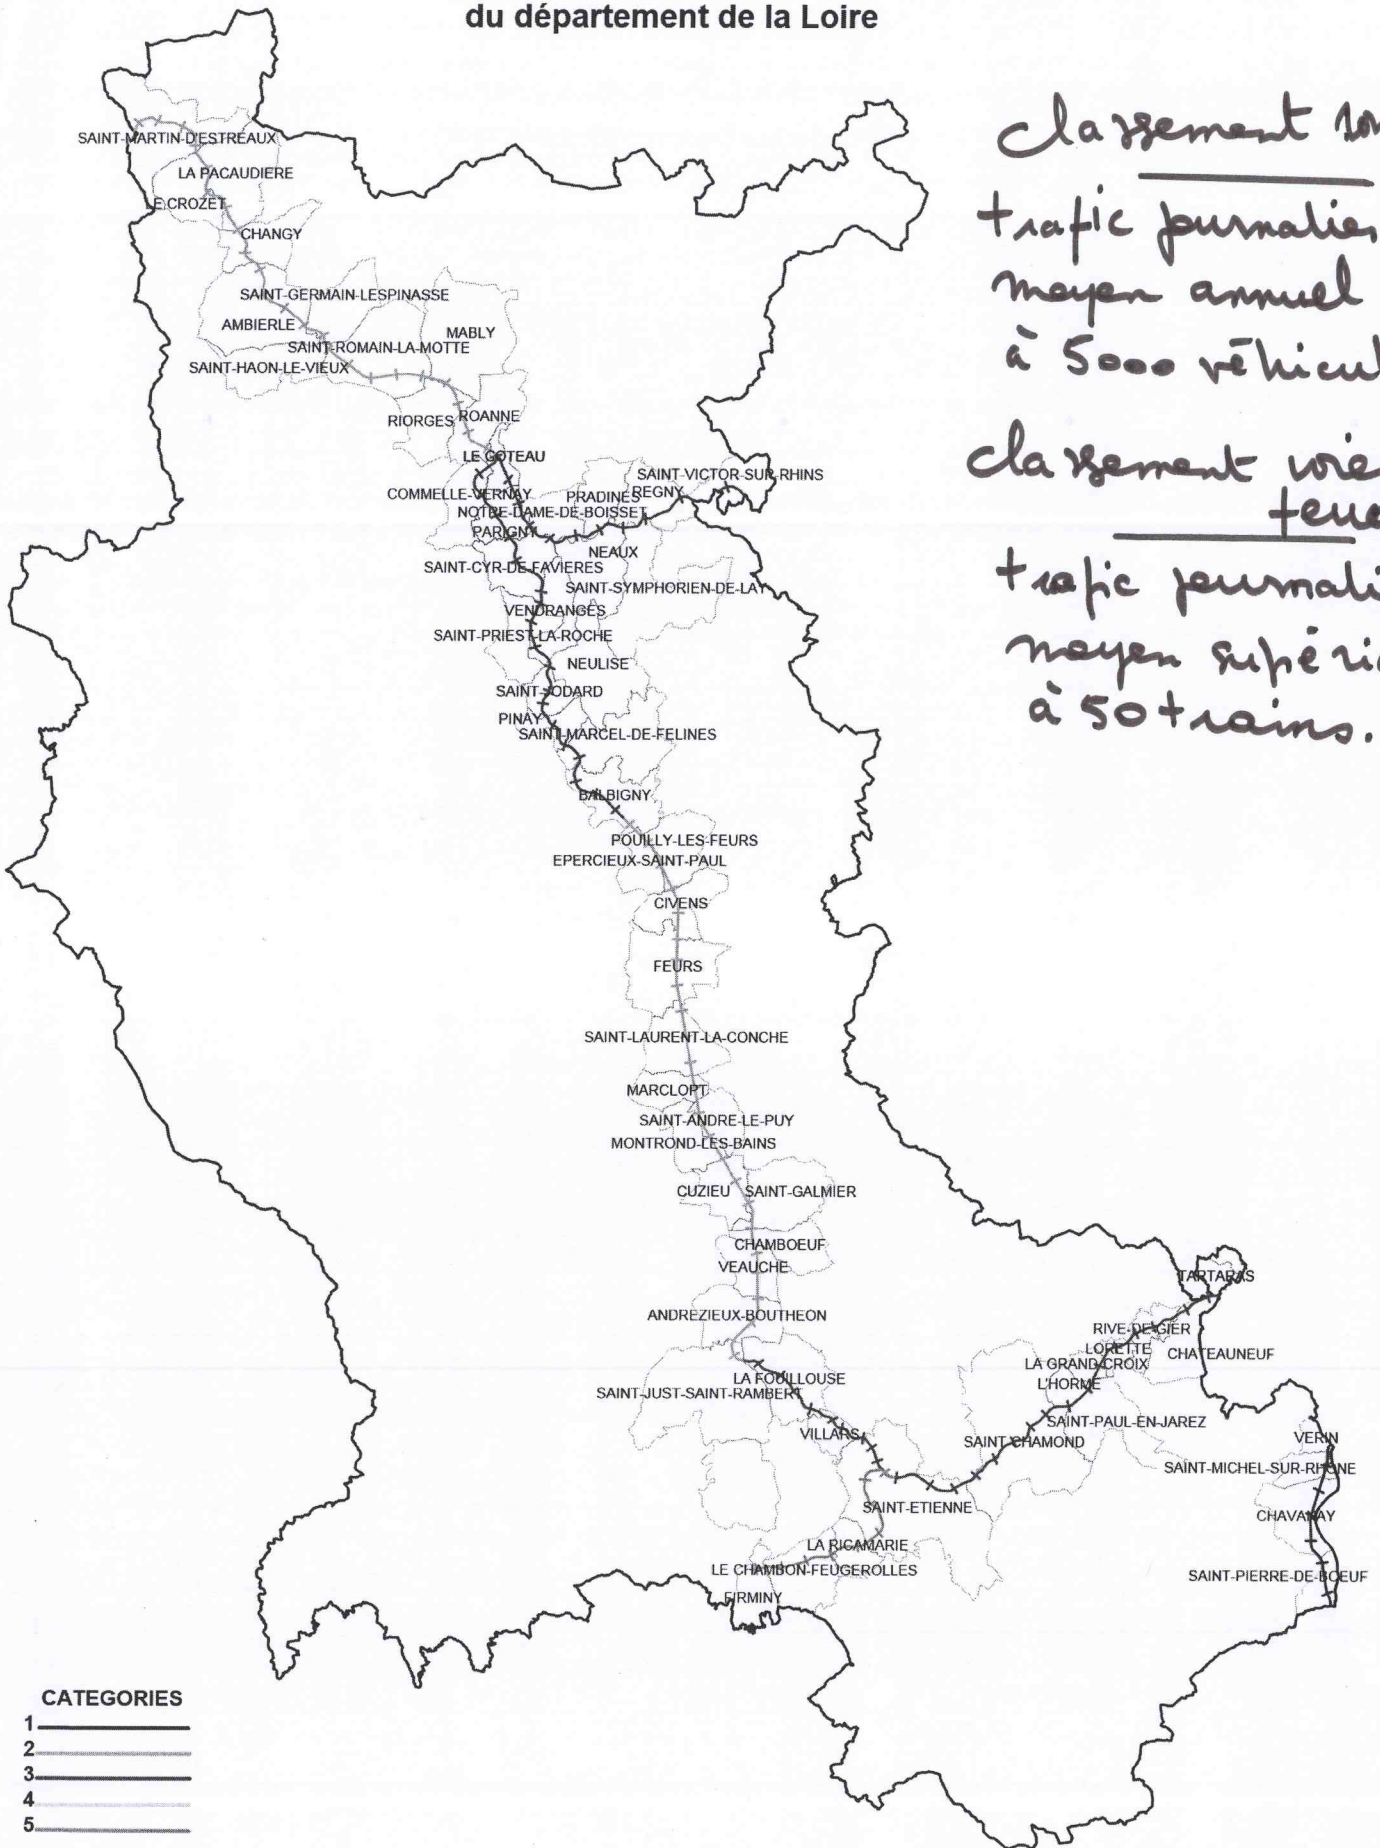 du département de la Loire
classement
trafic journalier
moyen annuel
à 5000 véhicul
classement
trafic journali
moyen supéri
à 50 trains.
SAINT-MARTIN-D'ESTREAUX
LA PACAUDIERE
LE CROZET
CHANGY
SAINT-GERMAIN-LESPINASSE
AMBIERLE
MABLY
SAINT-ROMAIN-LA-MOTTE
SAINT-HAON-LE-VIEUX
RIORGES ROANNE
LE COTEAU
SAINT-VICTOR-SUR-RHINS
COMMELLE-VERNAY PRADINES REGNY
NOTRE-DAME-DE-BOISSET
PARIGNY
NEAUX
SAINT-CYR-DE-FAVIERES
SAINT-SYMPHORIEN-DE-LAY
VENDRANGES
SAINT-PRIEST-LA-ROCHE
NEULISE
SAINT-JODARD
PINAY
SAINT-MARCEL-DE-FELINES
BALBIGNY
POUILLY-LES-FEURS
EPERCIEUX-SAINT-PAUL
CIVENS
FEURS
SAINT-LAURENT-LA-CONCHE
MARCLOPT
SAINT-ANDRE-LE-PUY
MONTROND-LES-BAINS
CUZIEU SAINT-GALMIER
CHAMBOEUF
VEAUCHE
TARTARAS
ANDREZIEUX-BOUTHEON
RIVE-DE-GIER
LORETTE
CHATEAUNEUF
LA GRAND-CROIX
LA FOUILLOUSE
L'HORME
SAINT-JUST-SAINT-RAMBERT
SAINT-PAUL-EN-JAREZ
VILLARS
SAINT-CHAMOND
VERIN
SAINT-MICHEL-SUR-RHONE
SAINT-ETIENNE
CHAVANAY
LA RICAMARIE
LE CHAMBON-FEUGEROLLES
SAINT-PIERRE-DE-BOEUF
FIRMINY
CATEGORIES
1
2
3
4
5